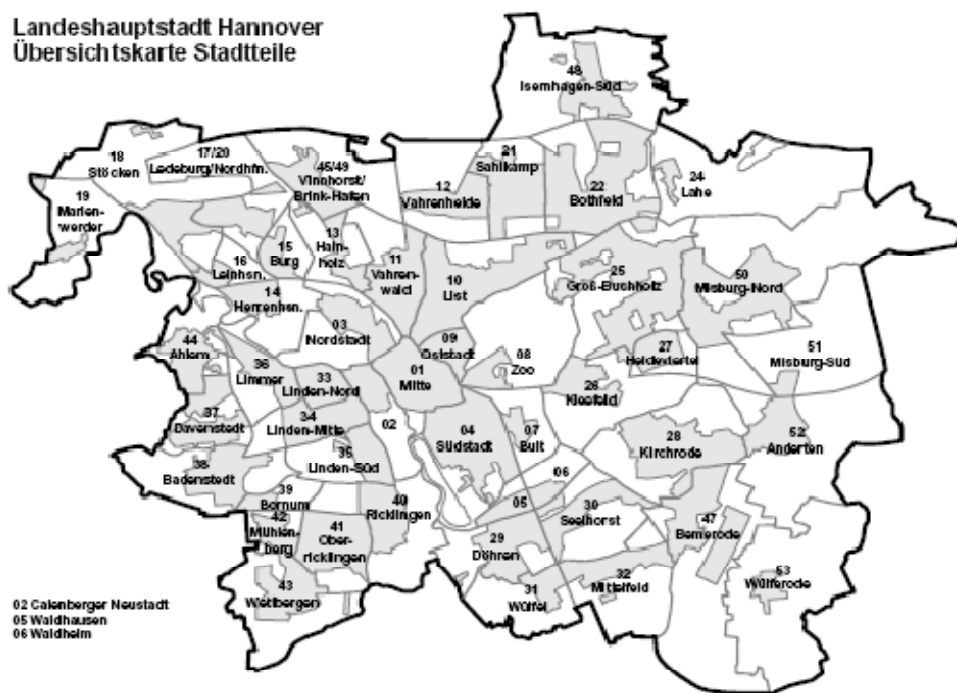 Landeshauptstadt Hannover
Übersichtskarte Stadtteile
48
Isernhagen-Süd
18
Stöcken
17/20
Ledeburg/Nordhfn.
45/49
Vinnhorst/
Brink-Hafen
21
Sahlkamp
12
Vahrenheide
22
Bothfeld
24
Lahe
19
Marien-
werder
16
Leinhsn.
15
Burg
13
Hain-
holz
11
Vahren-
wald
10
List
25
Groß-Buchholz
50
Misburg-Nord
14
Herrenhsn.
03
Nordstadt
09
Oststadt
08
Zoo
27
Heideviertel
51
Misburg-Süd
44
Ahlem
36
Limmer
33
Linden-Nord
01
Mitte
26
Kleefeld
37
Davenstedt
34
Linden-Mitte
02
04
Südstadt
07
Bult
28
Kirchrode
52
Anderten
38
Badenstedt
35
Linden-Süd
06
39
Bornum
40
Ricklingen
05
30
Seelhorst
47
Bemerode
42
Mühlen-
berg
41
Ober-
ricklingen
29
Döhren
43
Wettbergen
31
Wülfel
32
Mittelfeld
53
Wülferode
02 Calenberger Neustadt
05 Waldhausen
06 Waldheim